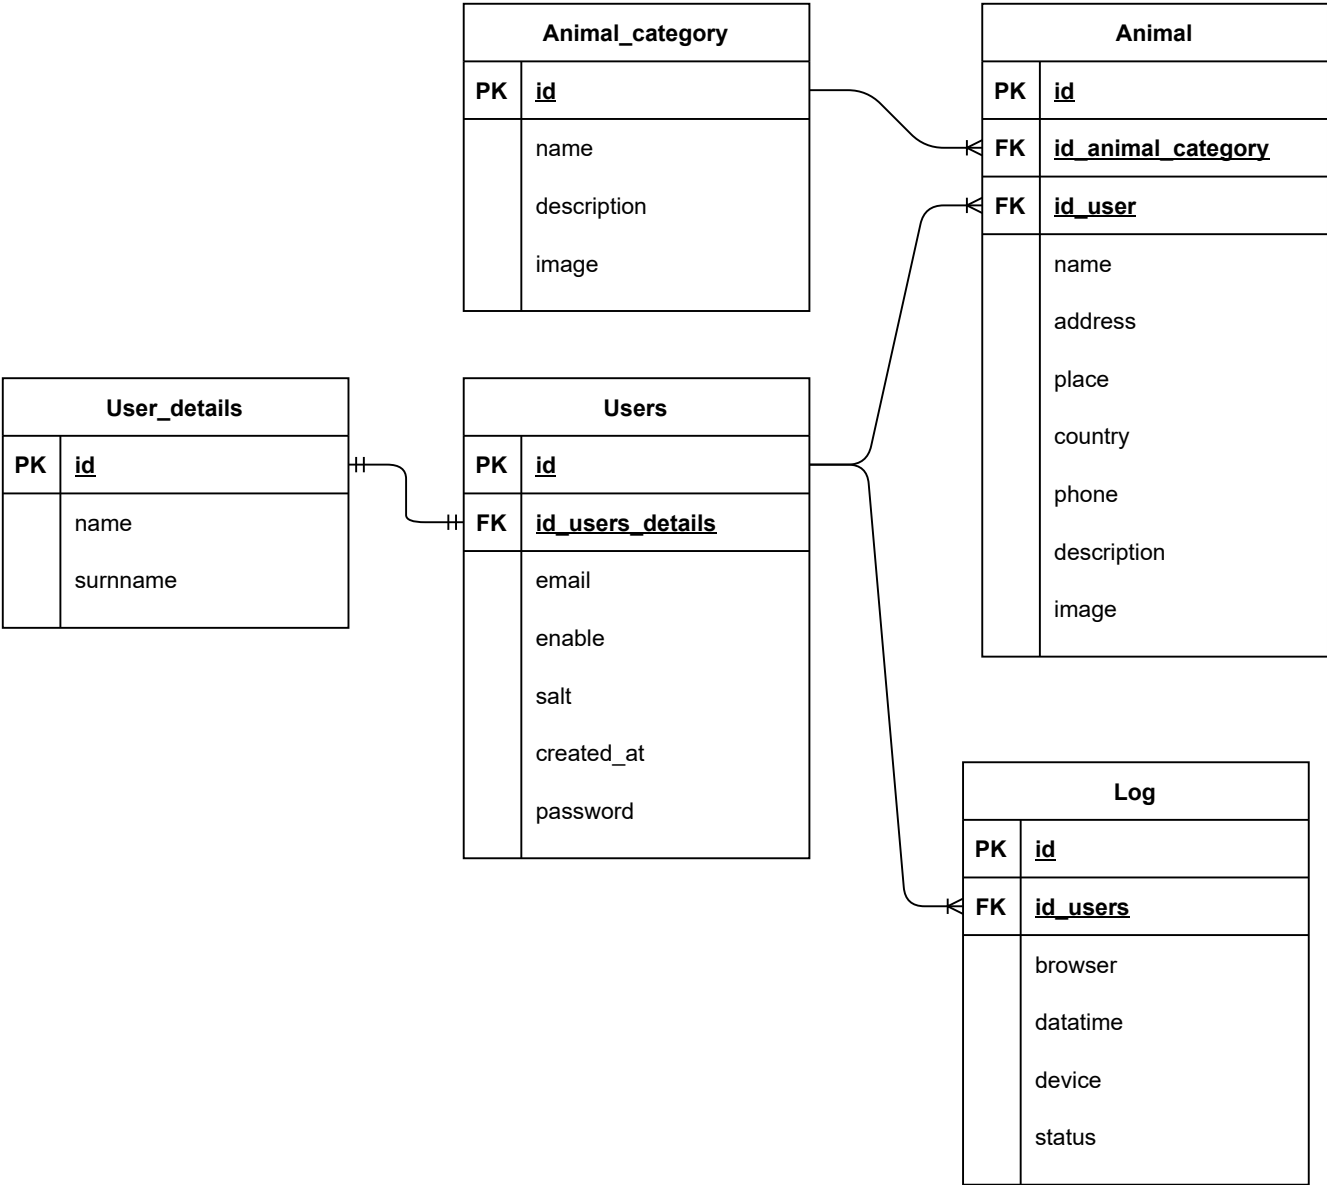 Animal_category
PK id
name
description
image
Animal
PK id
FK id_animal_category
FK id_user
name
address
place
country
phone
description
image
User_details
PK id
name
surnname
Users
PK id
FK id_users_details
email
enable
salt
created_at
password
Log
PK id
FK id_users
browser
datatime
device
status